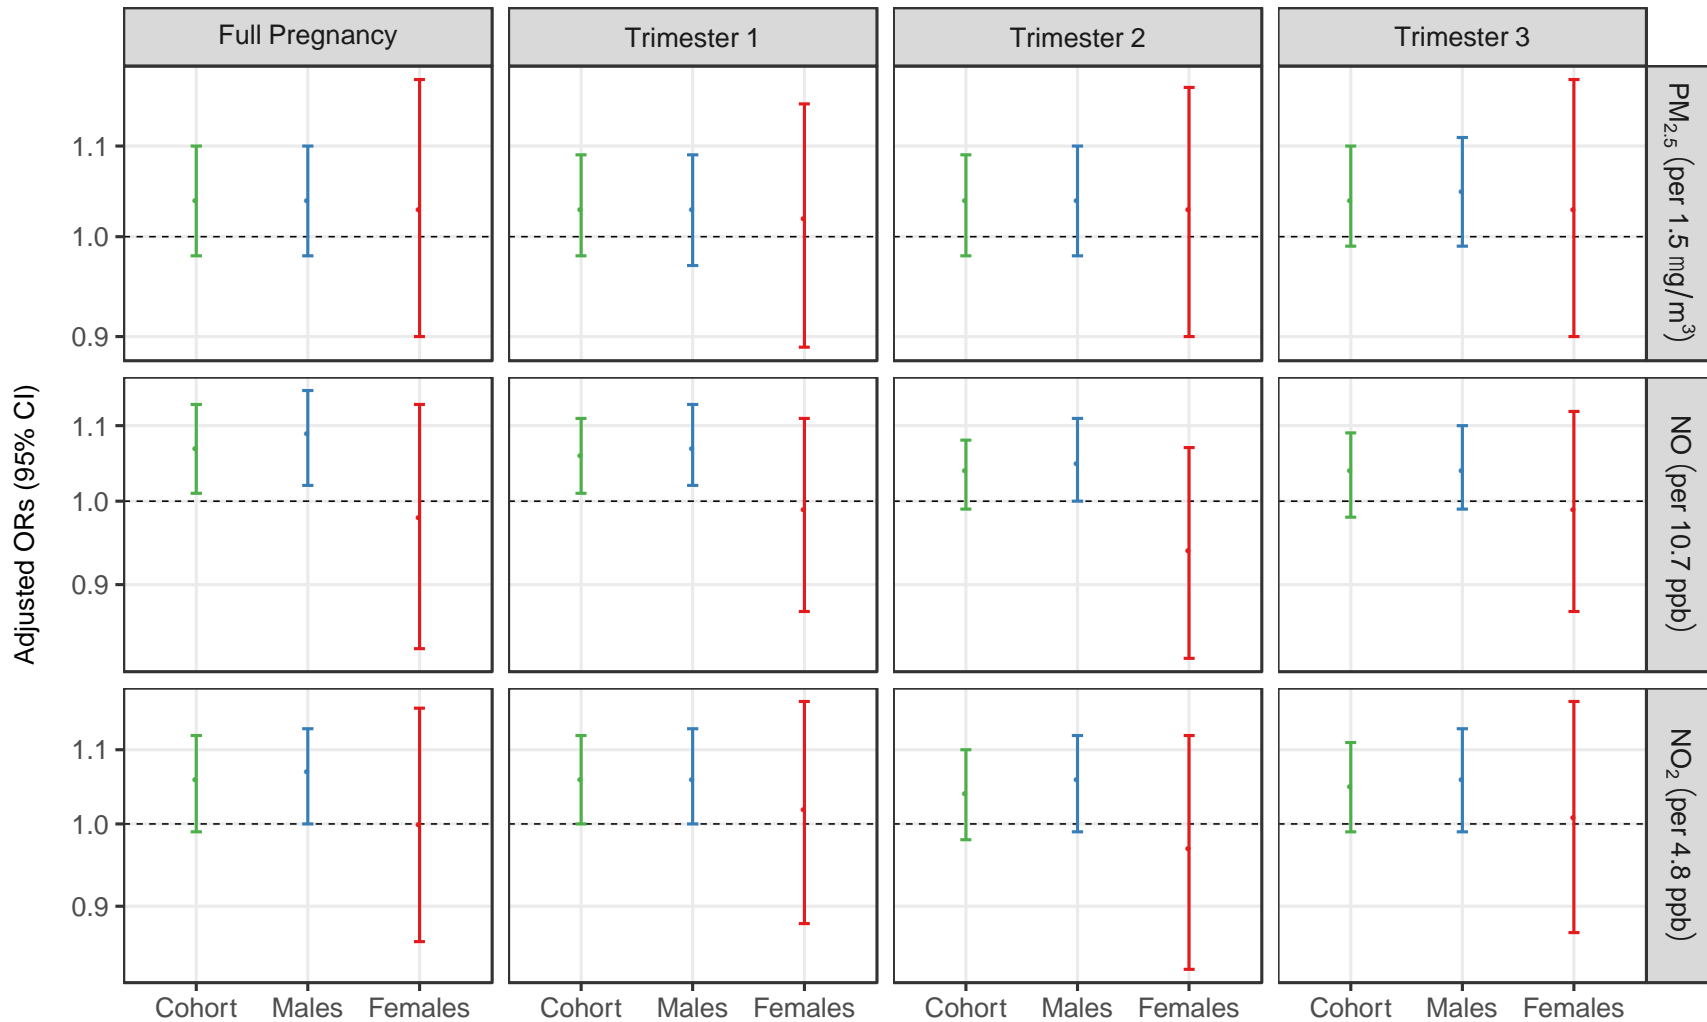 Full Pregnancy
Trimester 1
Trimester 2
Trimester 3
Adjusted ORs (95% CI)
1.1
1.0
0.9
PM2.5 (per 1.5 mg/m3)
1.1
1.0
0.9
NO (per 10.7 ppb)
1.1
1.0
0.9
NO2 (per 4.8 ppb)
Cohort Males Females
Cohort Males Females
Cohort Males Females
Cohort Males Females